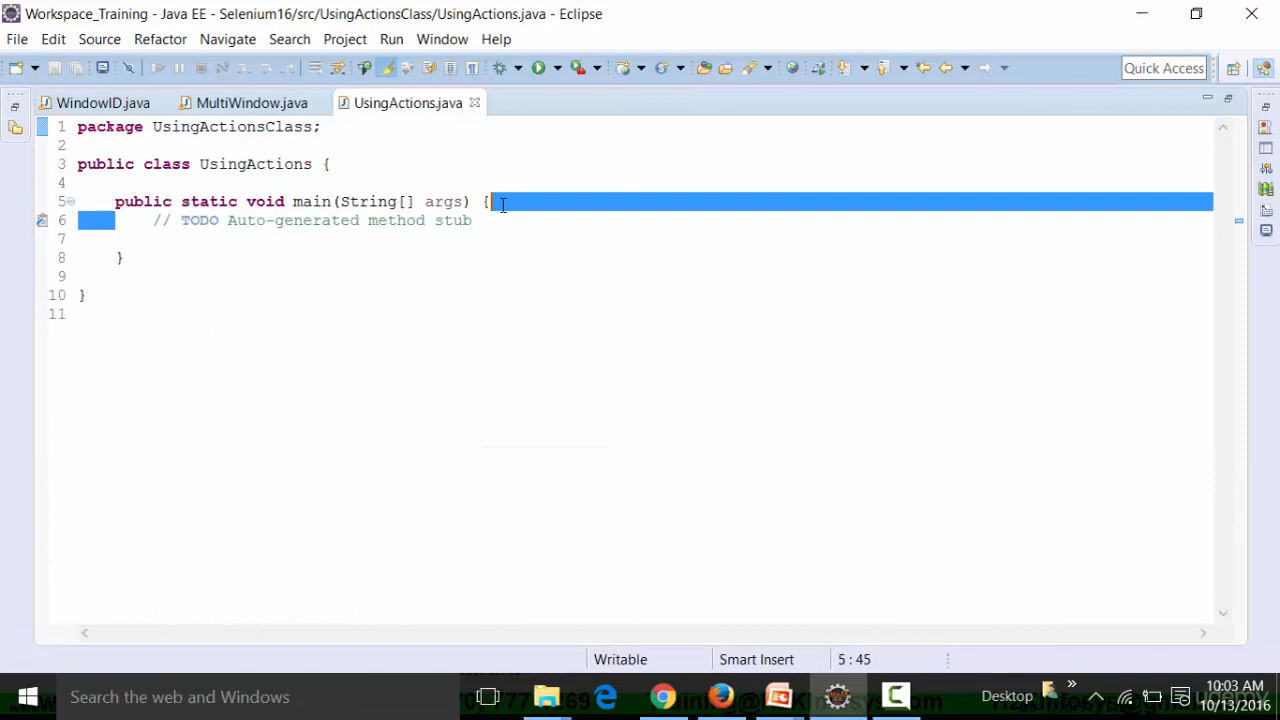 Workspace_Training - Java EE - Selenium16/src/UsingActionsClass/UsingActions.java - Eclipse
File Edit Source Refactor Navigate Search Project Run Window Help
Quick Access
WindowID.java MultiWindow.java UsingActions.java
1 package UsingActionsClass;
2
3 public class UsingActions {
4
5 public static void main(String[] args) {
6 // TODO Auto-generated method stub
7
8 }
9
10 }
11
Writable Smart Insert 5 : 45
Search the web and Windows
Desktop
10:03 AM
10/13/2016